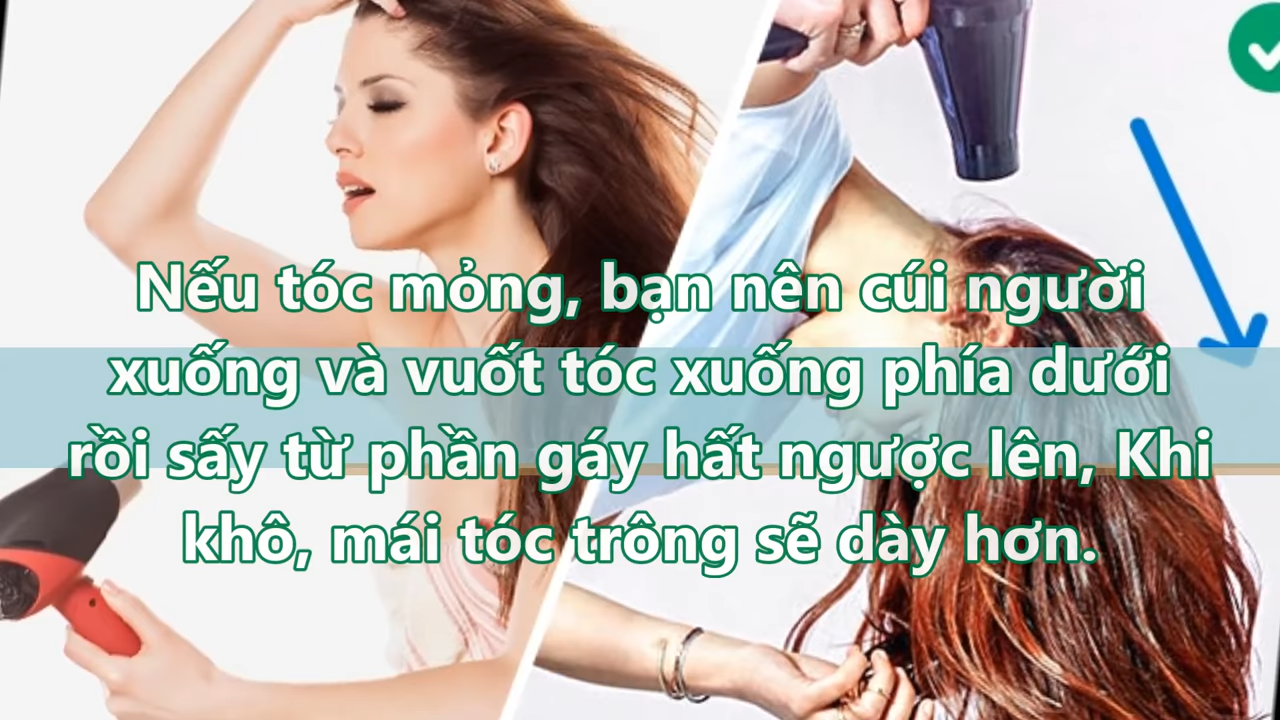 Nếu tóc mỏng, bạn nên cúi người
xuống và vuốt tóc xuống phía dưới
rồi sấy từ phần gáy hất ngược lên, Khi
khô, mái tóc trông sẽ dày hơn.